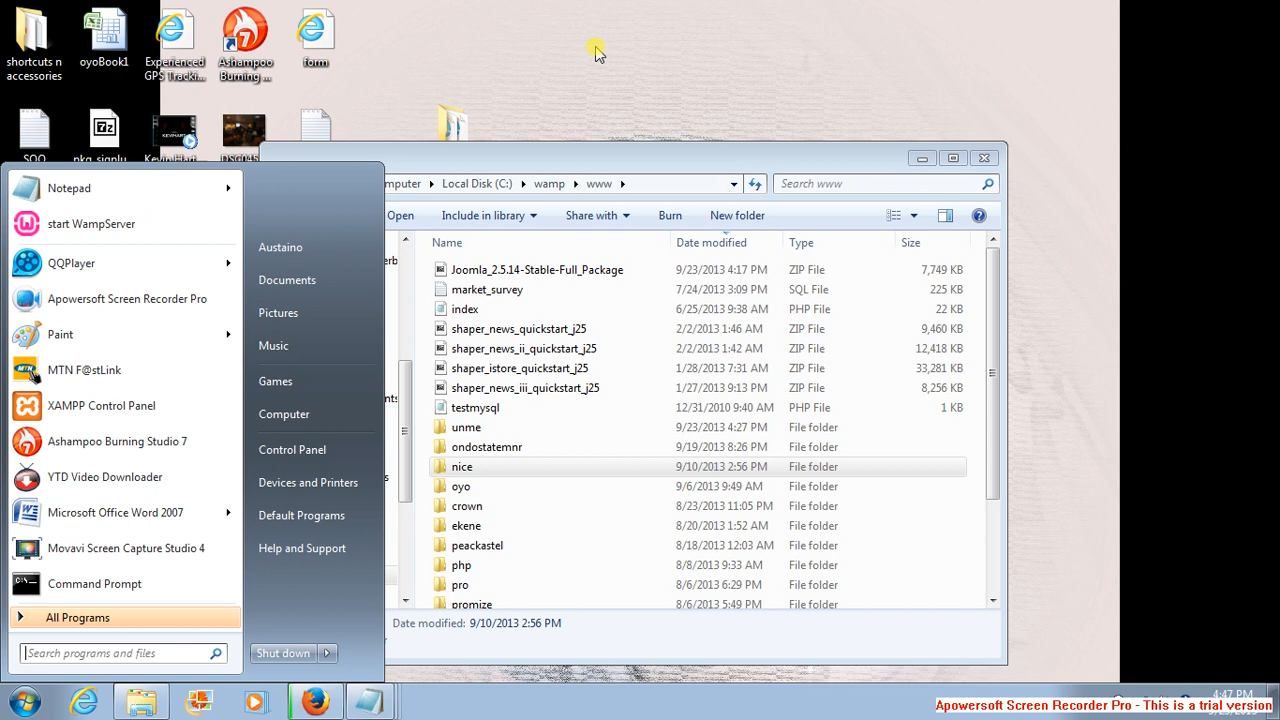 shortcuts n accessories
oyoBook1
Experienced GPS Tracki...
Ashampoo Burning ...
form
SOO
Kevin Hart
DSC045
Notepad
start WampServer
QQPlayer
Apowersoft Screen Recorder Pro
Paint
MTN F@stLink
XAMPP Control Panel
Ashampoo Burning Studio 7
YTD Video Downloader
Microsoft Office Word 2007
Movavi Screen Capture Studio 4
Command Prompt
All Programs
Search programs and files
Austaino
Documents
Pictures
Music
Games
Computer
Control Panel
Devices and Printers
Default Programs
Help and Support
Shut down
mputer Local Disk (C:) wamp www
Search www
Open Include in library Share with Burn New folder
Name Date modified Type Size
Joomla_2.5.14-Stable-Full_Package 9/23/2013 4:17 PM ZIP File 7,749 KB
market_survey 7/24/2013 3:09 PM SQL File 225 KB
index 6/25/2013 9:38 AM PHP File 22 KB
shaper_news_quickstart_j25 2/2/2013 1:46 AM ZIP File 9,460 KB
shaper_news_ii_quickstart_j25 2/2/2013 1:42 AM ZIP File 12,418 KB
shaper_istore_quickstart_j25 1/28/2013 7:31 AM ZIP File 33,281 KB
shaper_news_iii_quickstart_j25 1/27/2013 9:13 PM ZIP File 8,256 KB
testmysql 12/31/2010 9:40 AM PHP File 1 KB
unme 9/23/2013 4:27 PM File folder
ondostatemnr 9/19/2013 8:26 PM File folder
nice 9/10/2013 2:56 PM File folder
oyo 9/6/2013 9:49 AM File folder
crown 8/23/2013 11:05 PM File folder
ekene 8/20/2013 1:52 AM File folder
peackastel 8/18/2013 12:03 AM File folder
php 8/8/2013 9:33 AM File folder
pro 8/6/2013 6:29 PM File folder
promize 8/6/2013 5:49 PM File folder
Date modified: 9/10/2013 2:56 PM
4:47 PM
Apowersoft Screen Recorder Pro - This is a trial version